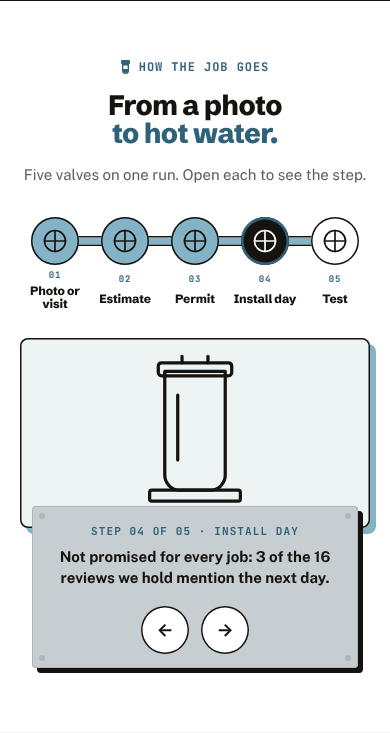 HOW THE JOB GOES
From a photo
to hot water.
Five valves on one run. Open each to see the step.
01
Photo or
visit
02
Estimate
03
Permit
04
Install day
05
Test
STEP 04 OF 05 · INSTALL DAY
Not promised for every job: 3 of the 16
reviews we hold mention the next day.